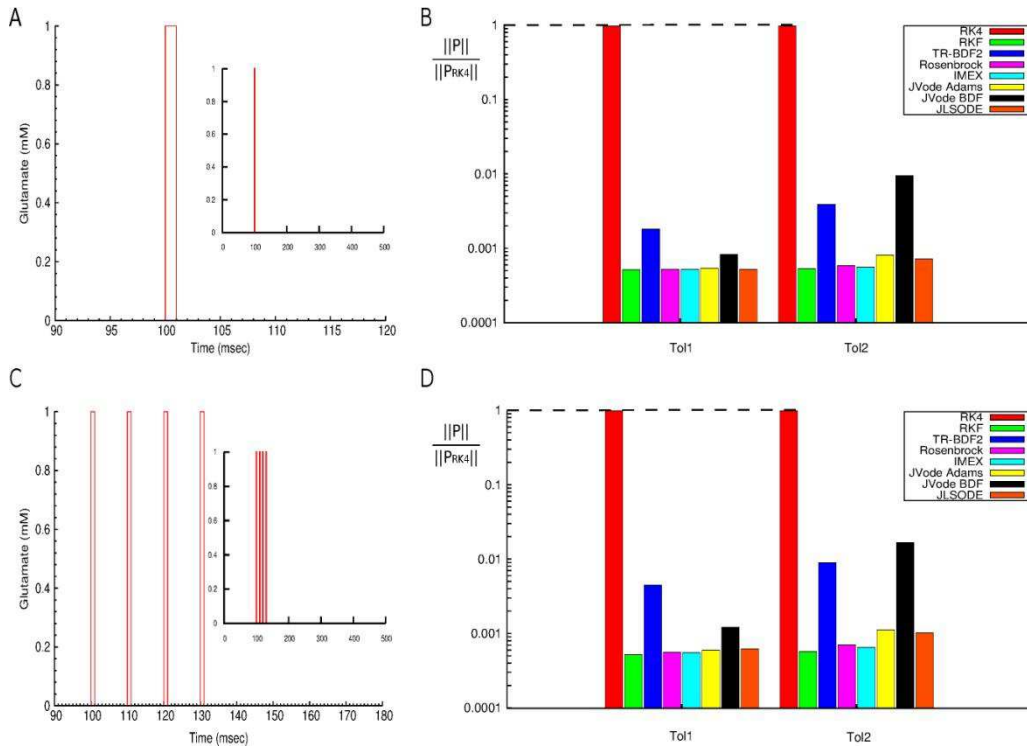 A
Glutamate (mM)
1
0.8
0.6
0.4
0.2
0
90 95 100 105 110 115 120
Time (msec)
1
0.8
0.6
0.4
0.2
0
0 100 200 300 400 500
B
||P||
||PRK4||
1
0.1
0.01
0.001
0.0001
Tol1 Tol2
RK4
RKF
TR-BDF2
Rosenbrock
IMEX
JVode Adams
JVode BDF
JLSODE
C
Glutamate (mM)
1
0.8
0.6
0.4
0.2
0
90 100 110 120 130 140 150 160 170 180
Time (msec)
1
0.8
0.6
0.4
0.2
0
0 100 200 300 400 500
D
||P||
||PRK4||
1
0.1
0.01
0.001
0.0001
Tol1 Tol2
RK4
RKF
TR-BDF2
Rosenbrock
IMEX
JVode Adams
JVode BDF
JLSODE